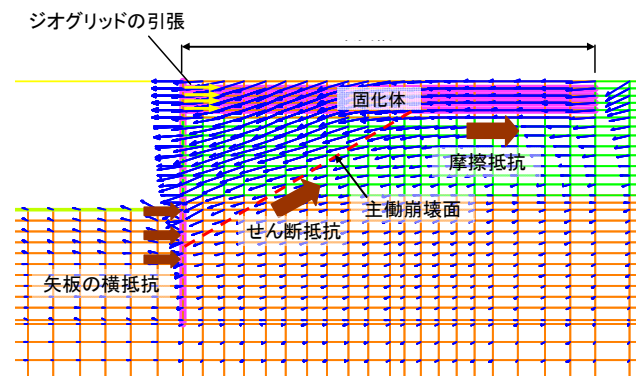 ジオグリッドの引張
固化体
摩擦抵抗
主働崩壊面
せん断抵抗
矢板の横抵抗